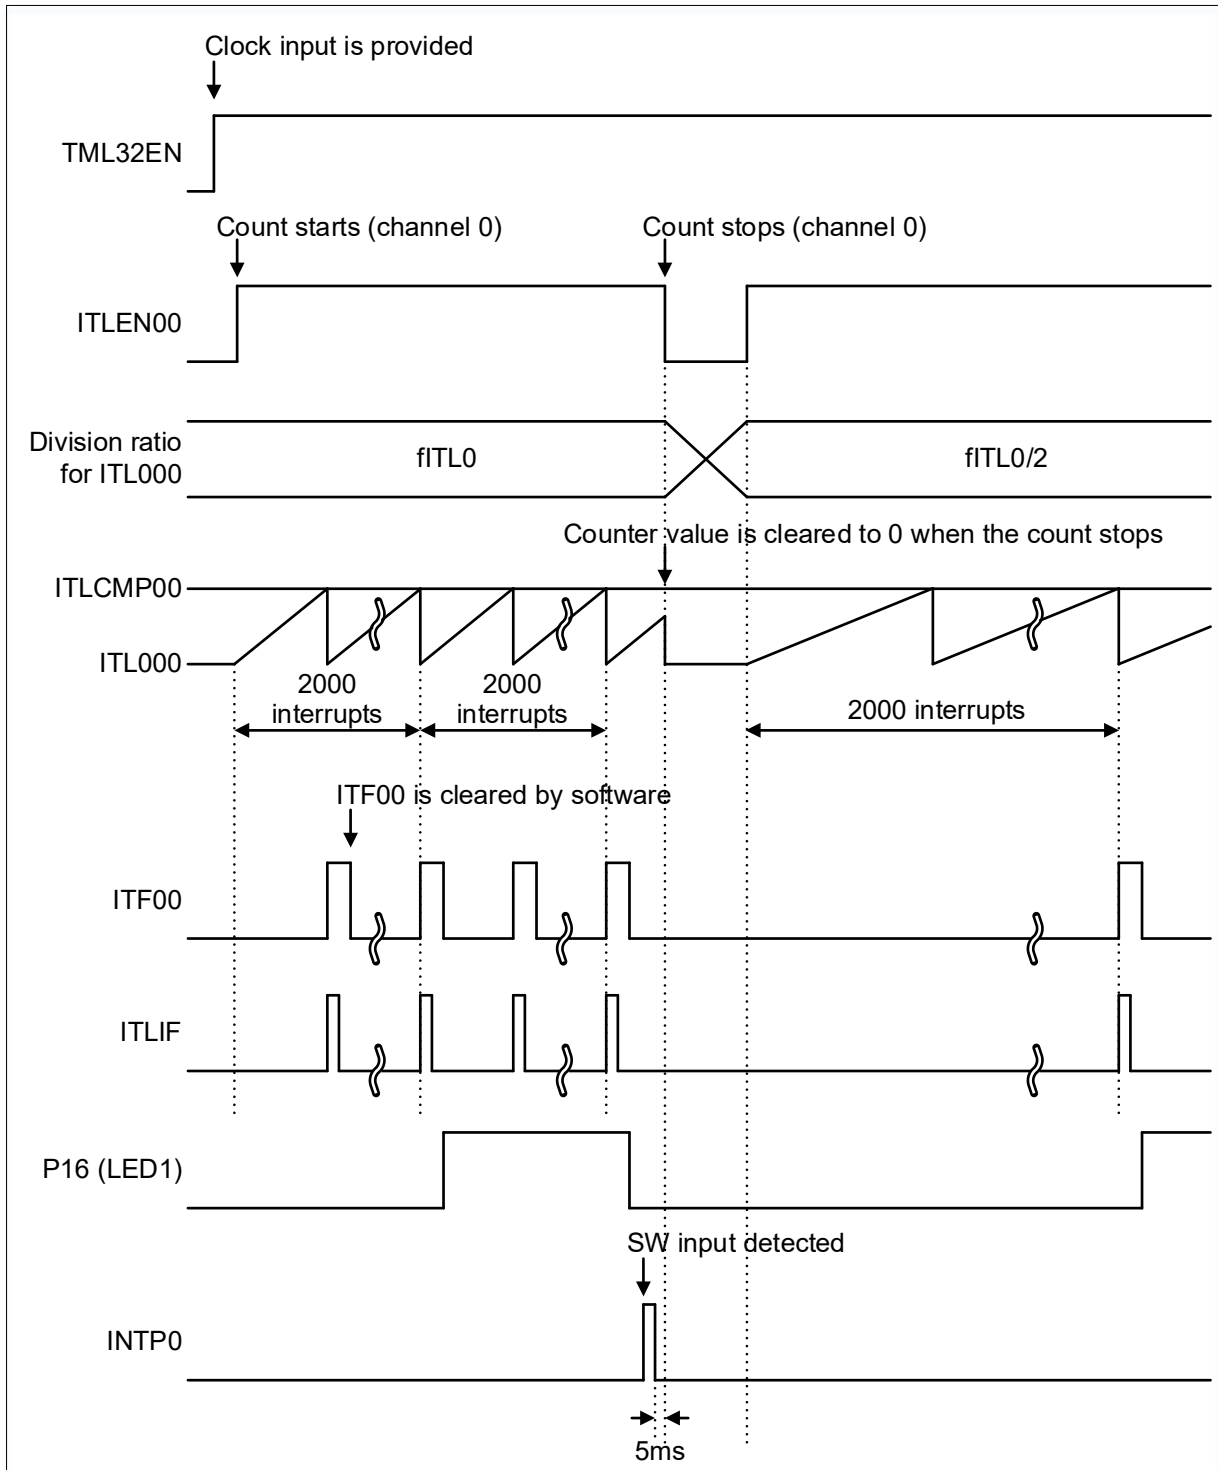 Clock input is provided
TML32EN
Count starts (channel 0)
Count stops (channel 0)
ITLEN00
Division ratio
for ITL000
fITL0
fITL0/2
Counter value is cleared to 0 when the count stops
ITLCMP00
ITL000
2000
interrupts
2000
interrupts
2000 interrupts
ITF00 is cleared by software
ITF00
ITLIF
P16 (LED1)
SW input detected
INTP0
5ms